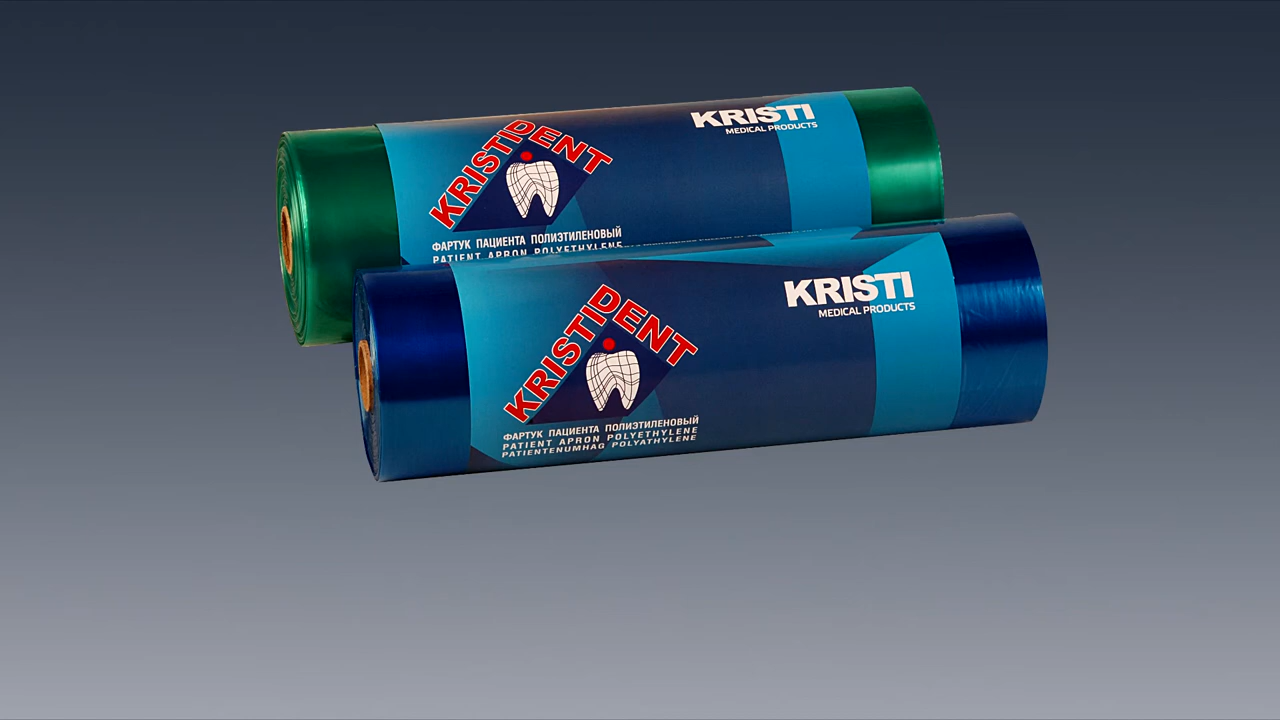 KRISTI
MEDICAL PRODUCTS
KRISTIDENT
ФАРТУК ПАЦИЕНТА ПОЛИЭТИЛЕНОВЫЙ
PATIENT APRON POLYETHYLENE
KRISTI
MEDICAL PRODUCTS
KRISTIDENT
ФАРТУК ПАЦИЕНТА ПОЛИЭТИЛЕНОВЫЙ
PATIENT APRON POLYETHYLENE
PATIENTENUMHAG POLYATHYLENE